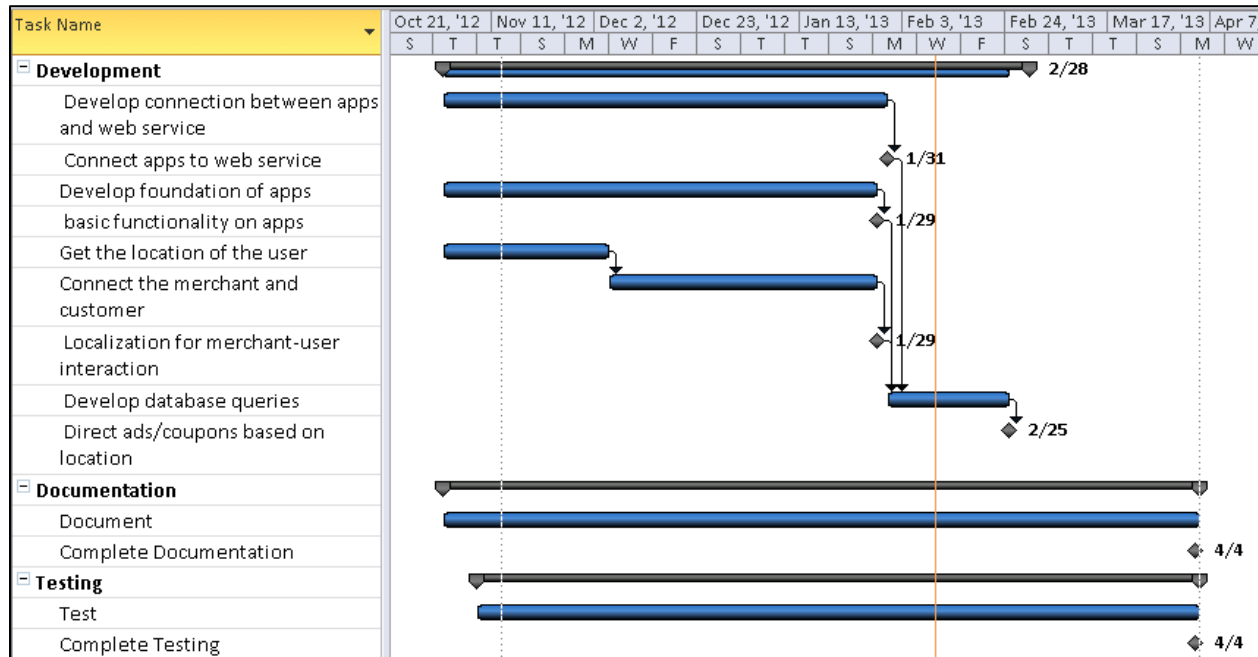 Task Name
Oct 21, '12 Nov 11, '12 Dec 2, '12 Dec 23, '12 Jan 13, '13 Feb 3, '13 Feb 24, '13 Mar 17, '13 Apr 7
S T T S M W F S T T S M W F S T T S M W
Development 2/28
Develop connection between apps
and web service
Connect apps to web service 1/31
Develop foundation of apps
basic functionality on apps 1/29
Get the location of the user
Connect the merchant and
customer
Localization for merchant-user 1/29
interaction
Develop database queries
Direct ads/coupons based on 2/25
location
Documentation
Document
Complete Documentation 4/4
Testing
Test
Complete Testing 4/4